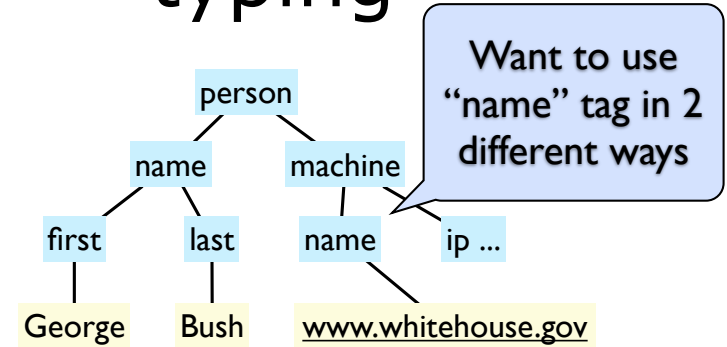 typing
Want to use
“name” tag in 2
different ways
person
name machine
first last name ip ...
George Bush www.whitehouse.gov